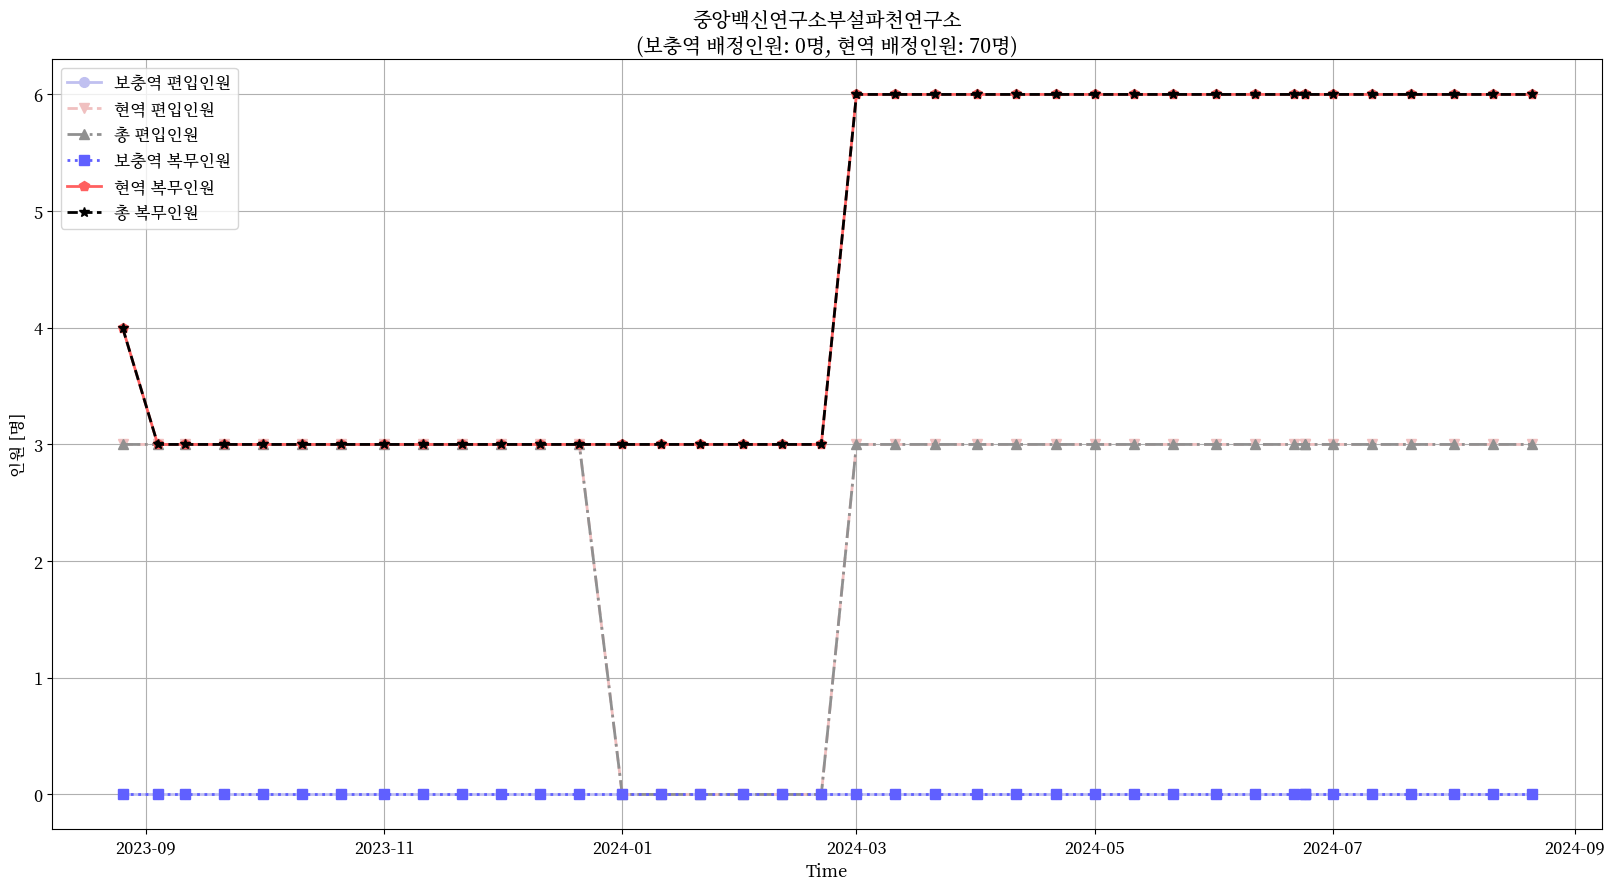 중앙백신연구소부설파천연구소
(보충역 배정인원: 0명, 현역 배정인원: 70명)
보충역 편입인원
현역 편입인원
총 편입인원
보충역 복무인원
현역 복무인원
총 복무인원
6
5
4
3
2
1
0
인원 [명]
2023-09
2023-11
2024-01
2024-03
2024-05
2024-07
2024-09
Time